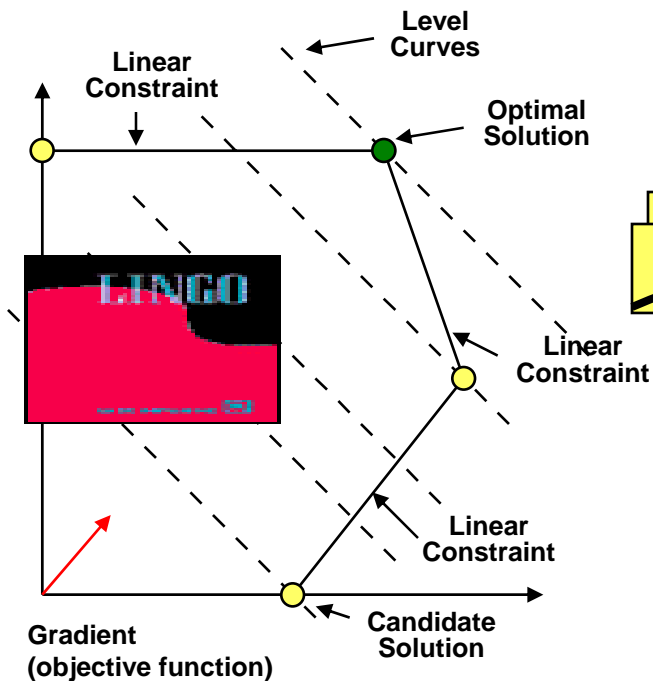 Level
Curves
Linear
Constraint
Optimal
Solution
LINGO
Linear
Constraint
Linear
Constraint
Candidate
Solution
Gradient
(objective function)